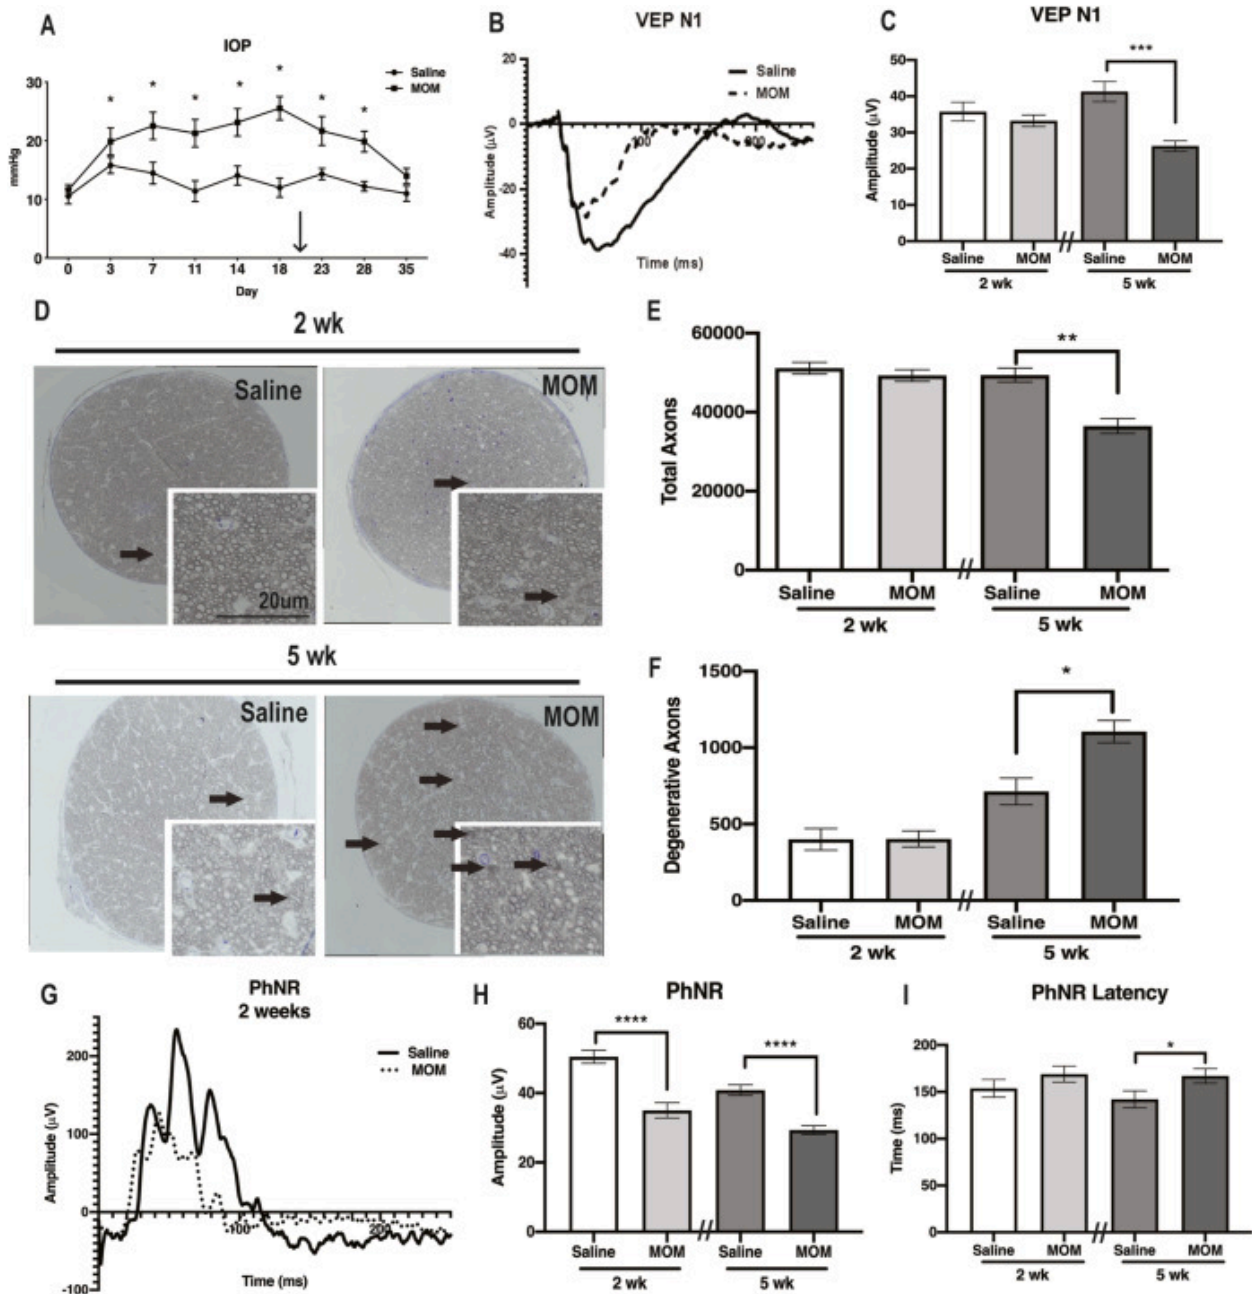 A
IOP
Saline
MOM
30
20
10
0
mmHg
* * * * * * *
0 3 7 11 14 18 23 28 35
Day
B
VEP N1
Saline
MOM
20
0
-20
-40
100
200
Amplitude (µV)
Time (ms)
C
VEP N1
***
50
40
30
20
10
0
Amplitude (µV)
Saline MOM // Saline MOM
2 wk 5 wk
D
2 wk
Saline
MOM
20um
5 wk
Saline
MOM
E
**
60000
40000
20000
0
Total Axons
Saline MOM // Saline MOM
2 wk 5 wk
F
*
1500
1000
500
0
Degenerative Axons
Saline MOM // Saline MOM
2 wk 5 wk
G
PhNR
2 weeks
Saline
MOM
200
100
0
-100
100
200
Amplitude (µV)
Time (ms)
H
PhNR
**** ****
60
40
20
0
Amplitude (µV)
Saline MOM // Saline MOM
2 wk 5 wk
I
PhNR Latency
*
200
150
100
50
0
Time (ms)
Saline MOM // Saline MOM
2 wk 5 wk